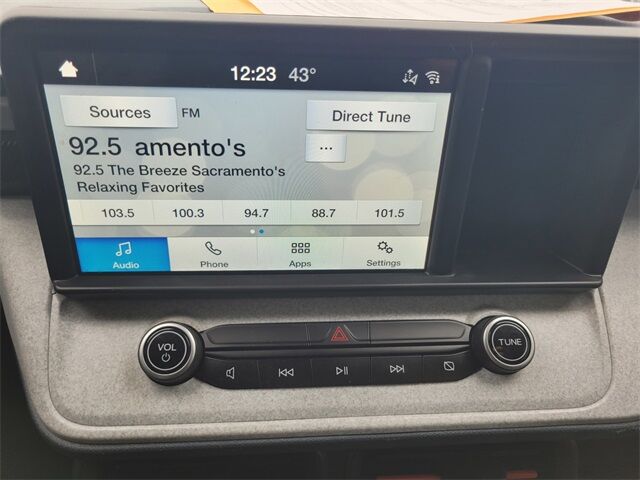 12:23 43°
Sources FM Direct Tune
92.5 amento's ...
92.5 The Breeze Sacramento's
Relaxing Favorites
103.5 100.3 94.7 88.7 101.5
Audio Phone Apps Settings
VOL
TUNE